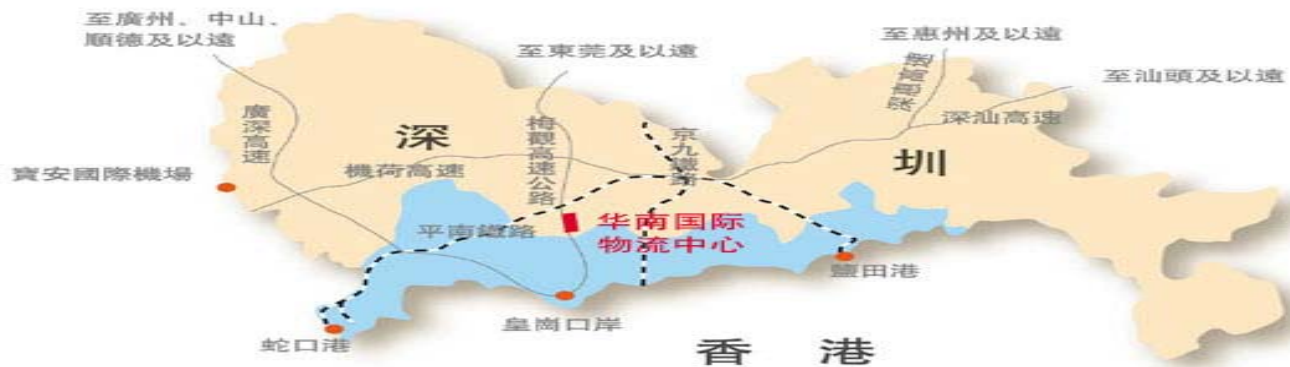 至廣州、中山、
順德及以遠
至東莞及以遠
至惠州及以遠
至汕頭及以遠
深惠高速
深汕高速
廣深高速
深
梅觀高速公路
京九鐵路
圳
寶安國際機場
機荷高速
平南鐵路
华南国际
物流中心
鹽田港
皇崗口岸
蛇口港
香港